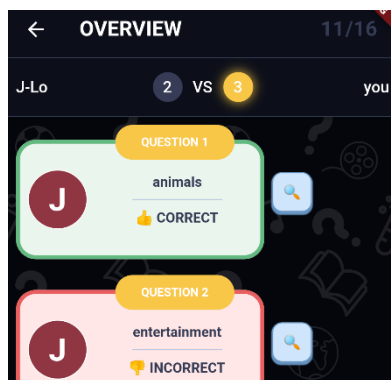 OVERVIEW 11/16
J-Lo 2 VS 3 you
QUESTION 1
J
animals
CORRECT
QUESTION 2
J
entertainment
INCORRECT